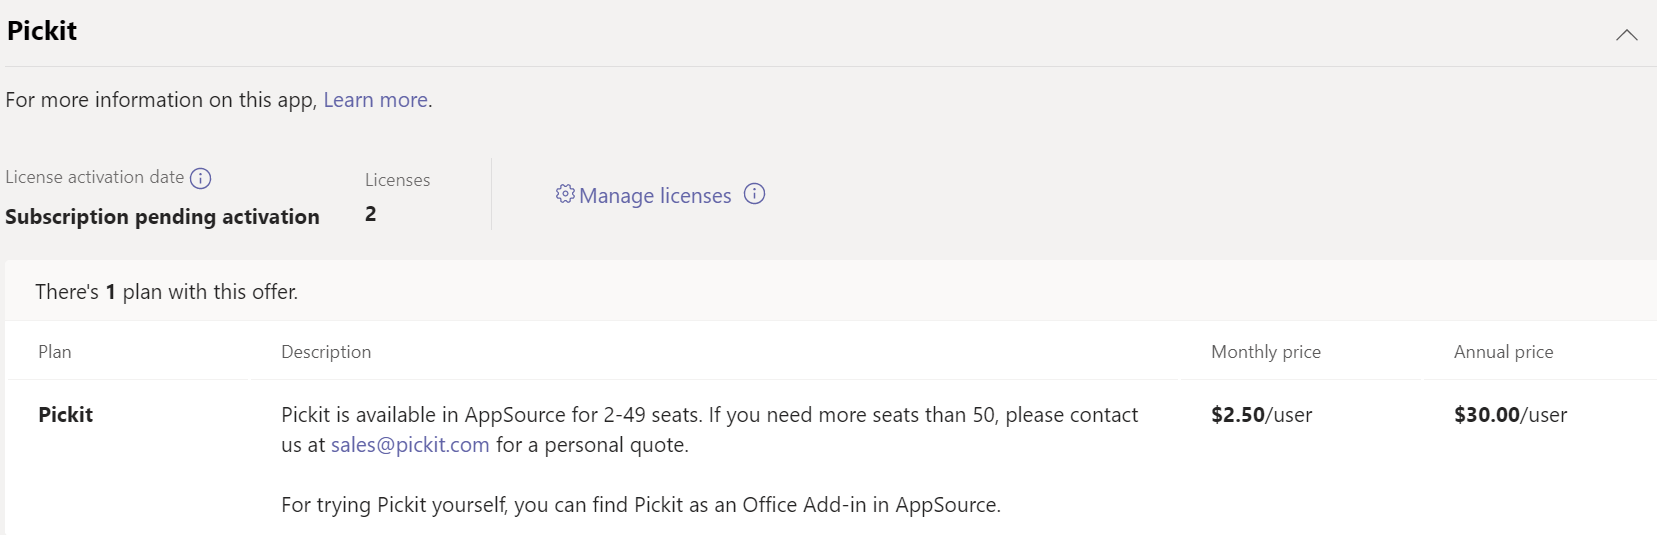 Pickit
For more information on this app, Learn more.
License activation date
Licenses
Subscription pending activation
2
Manage licenses
There's 1 plan with this offer.
Plan
Description
Monthly price
Annual price
Pickit
Pickit is available in AppSource for 2-49 seats. If you need more seats than 50, please contact
us at sales@pickit.com for a personal quote.
$2.50/user
$30.00/user
For trying Pickit yourself, you can find Pickit as an Office Add-in in AppSource.